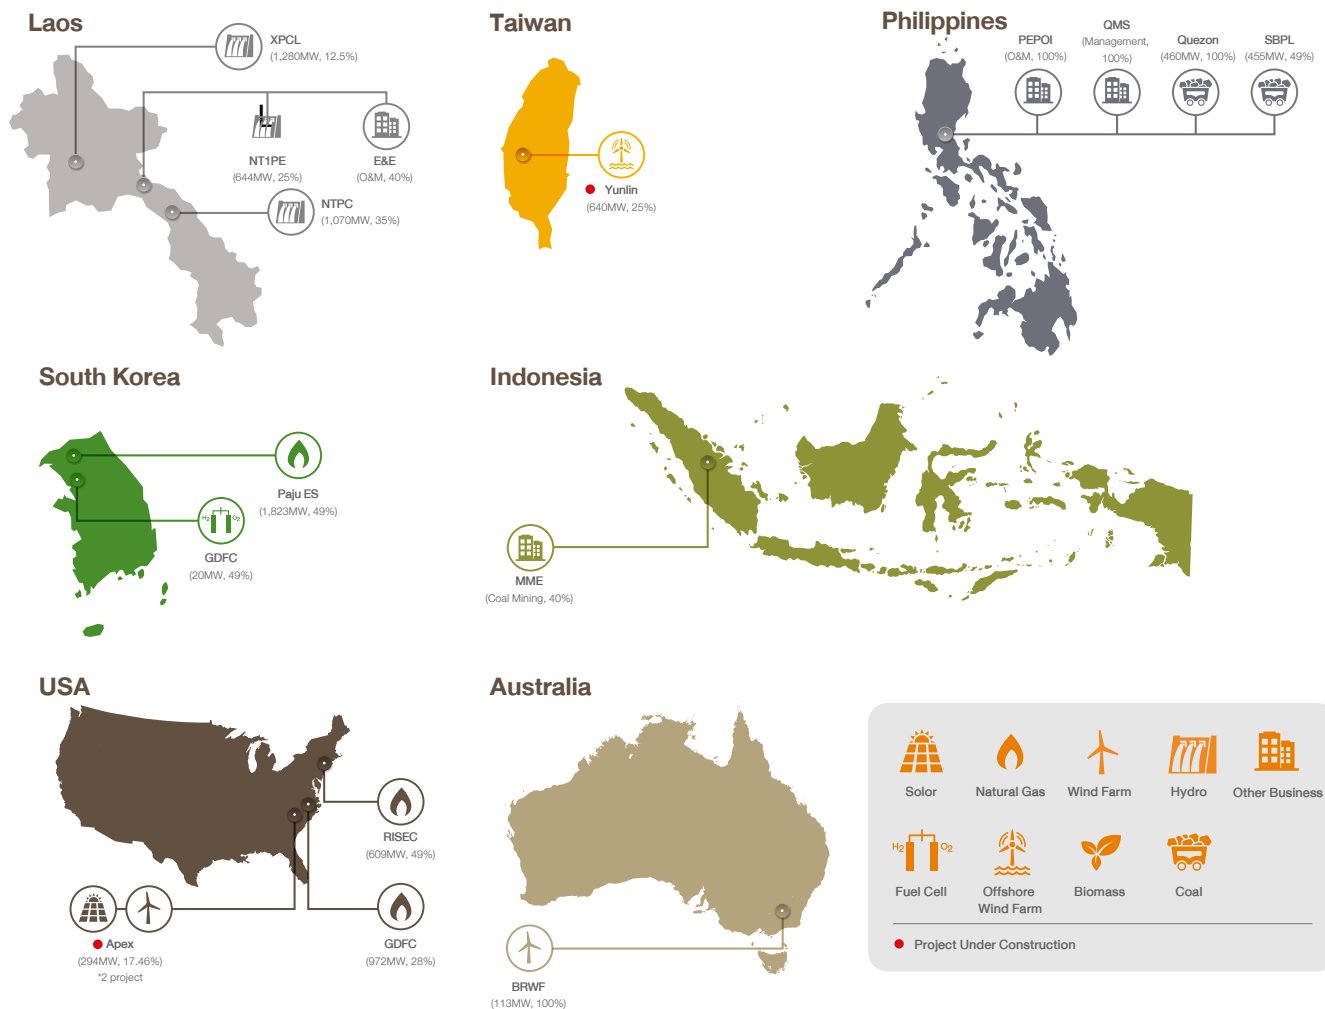 Laos
XPCL
(1,280MW, 12.5%)
NT1PE
(644MW, 25%)
E&E
(O&M, 40%)
NTPC
(1,070MW, 35%)
Taiwan
Yunlin
(640MW, 25%)
Philippines
PEPOI
(O&M, 100%)
QMS
(Management,
100%)
Quezon
(460MW, 100%)
SBPL
(455MW, 49%)
South Korea
Paju ES
(1,823MW, 49%)
H2 O2
GDFC
(20MW, 49%)
Indonesia
MME
(Coal Mining, 40%)
USA
RISEC
(609MW, 49%)
Apex
(294MW, 17.46%)
*2 project
GDFC
(972MW, 28%)
Australia
BRWF
(113MW, 100%)
Solor
Natural Gas
Wind Farm
Hydro
Other Business
H2 O2
Fuel Cell
Offshore
Wind Farm
Biomass
Coal
Project Under Construction